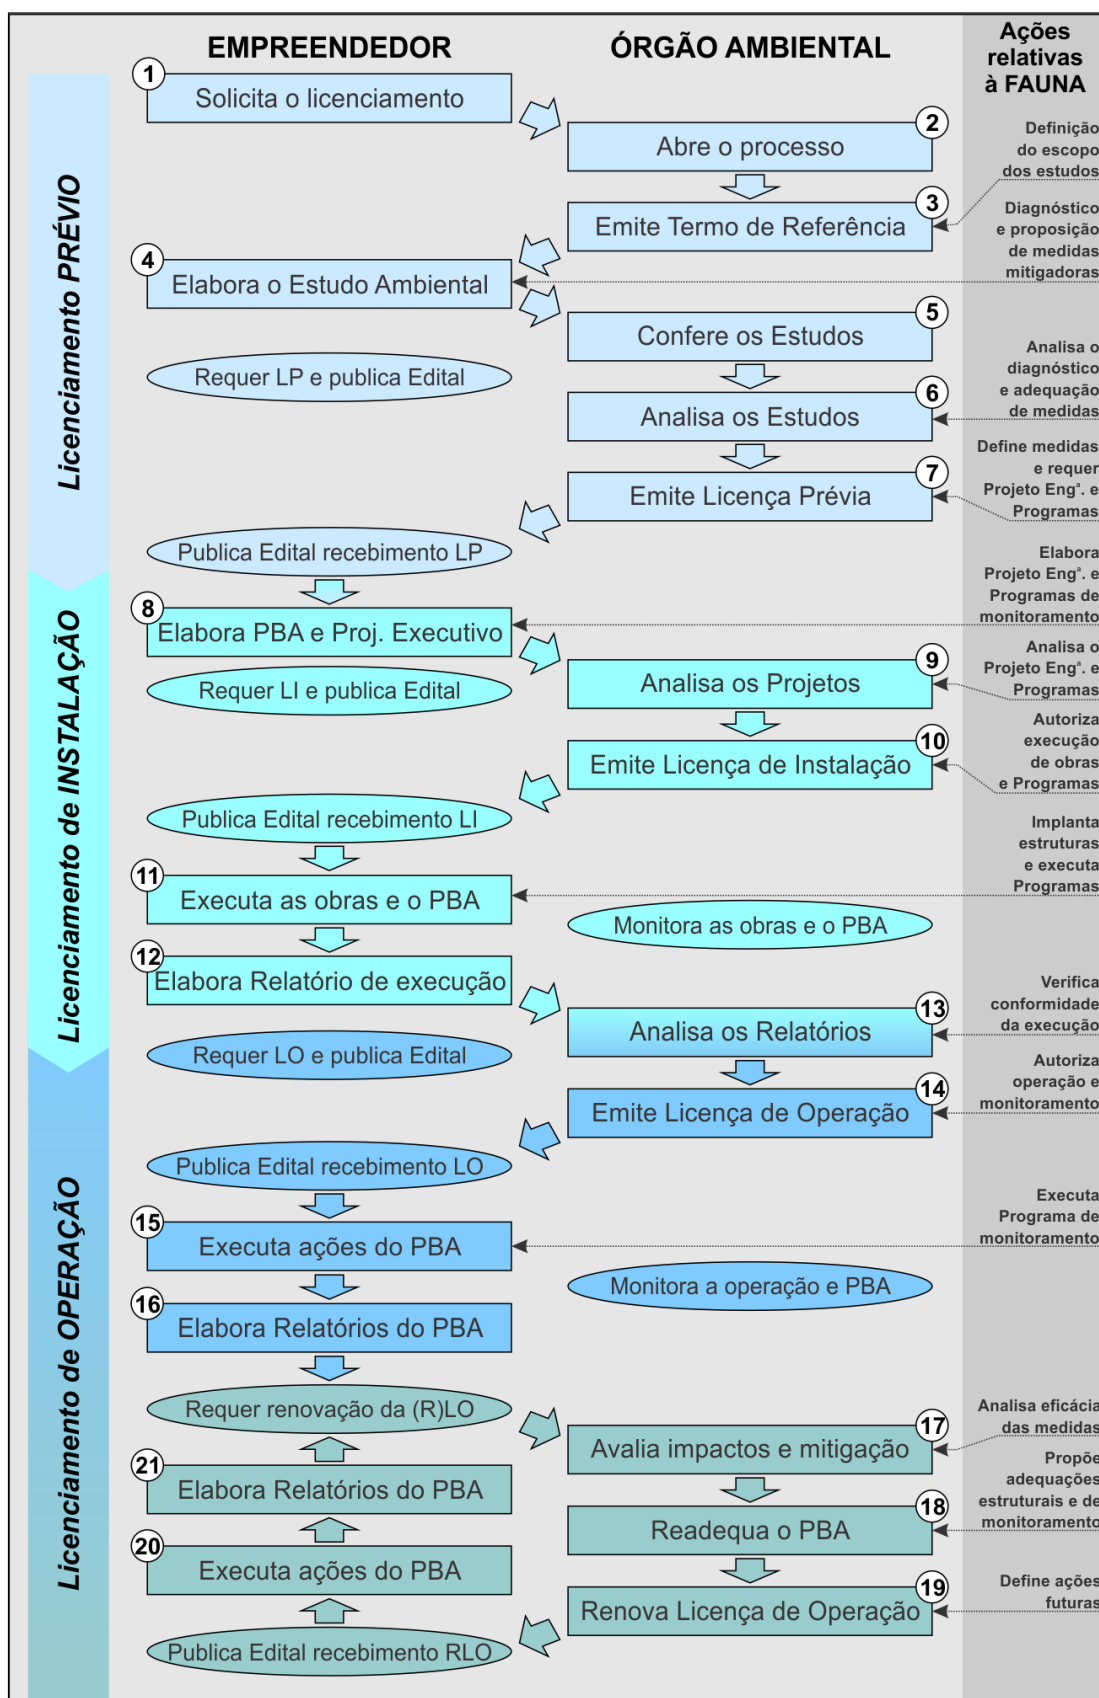 EMPREENDEDOR
ÓRGÃO AMBIENTAL
Ações
relativas
à FAUNA
Licenciamento PRÉVIO
1
Solicita o licenciamento
2
Abre o processo
Definição
do escopo
dos estudos
3
Emite Termo de Referência
Diagnóstico
e proposição
de medidas
mitigadoras
4
Elabora o Estudo Ambiental
5
Confere os Estudos
Requer LP e publica Edital
6
Analisa os Estudos
Analisa o
diagnóstico
e adequação
de medidas
7
Emite Licença Prévia
Define medidas
e requer
Projeto Engª. e
Programas
Publica Edital recebimento LP
Licenciamento de INSTALAÇÃO
8
Elabora PBA e Proj. Executivo
Elabora
Projeto Engª. e
Programas de
monitoramento
Requer LI e publica Edital
9
Analisa os Projetos
Analisa o
Projeto Engª. e
Programas
10
Emite Licença de Instalação
Autoriza
execução
de obras
e Programas
Publica Edital recebimento LI
11
Executa as obras e o PBA
Implanta
estruturas
e executa
Programas
Monitora as obras e o PBA
12
Elabora Relatório de execução
13
Analisa os Relatórios
Verifica
conformidade
da execução
Requer LO e publica Edital
Licenciamento de OPERAÇÃO
14
Emite Licença de Operação
Autoriza
operação e
monitoramento
Publica Edital recebimento LO
15
Executa ações do PBA
Executa
Programa de
monitoramento
Monitora a operação e PBA
16
Elabora Relatórios do PBA
Requer renovação da (R)LO
17
Avalia impactos e mitigação
Analisa eficácia
das medidas
21
Elabora Relatórios do PBA
18
Readequa o PBA
Propõe
adequações
estruturais e de
monitoramento
20
Executa ações do PBA
19
Renova Licença de Operação
Define ações
futuras
Publica Edital recebimento RLO